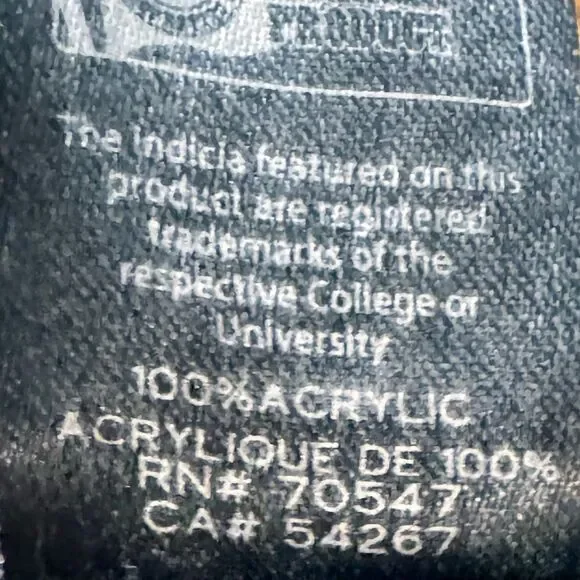 PRODUCT
The indicia featured on this
product are registered
trademarks of the
respective College or
University
100% ACRYLIC
ACRYLIQUE DE 100%
RN# 70547
CA# 54267